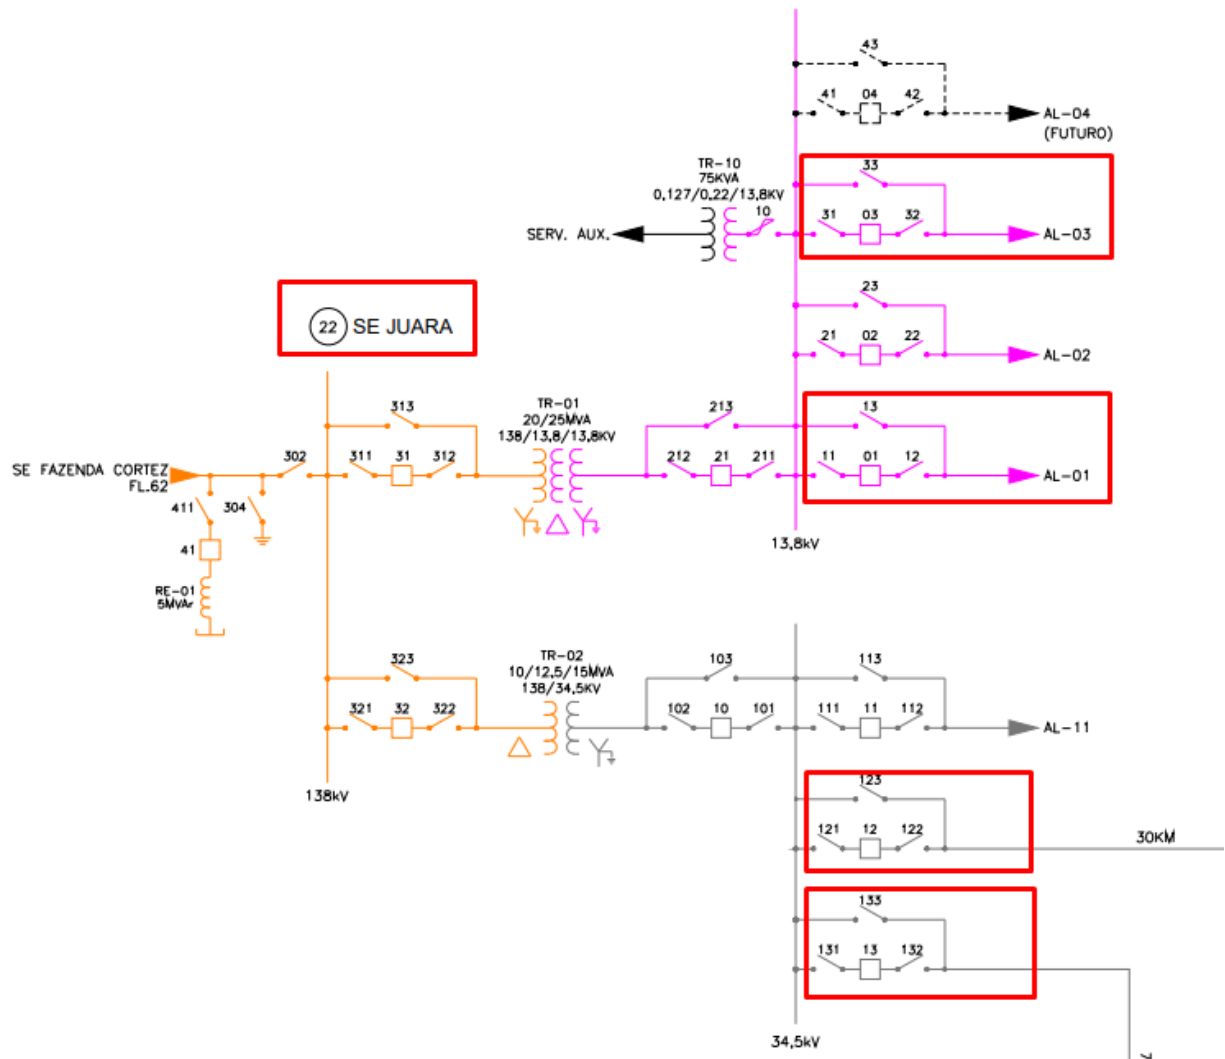 43
41 04 42
AL-04
(FUTURO)
TR-10
75KVA
0.127/0.22/13.8KV
10
SERV. AUX.
33
31 03 32
AL-03
22 SE JUARA
23
21 02 22
AL-02
313
TR-01
20/25MVA
138/13.8/13.8KV
213
13
SE FAZENDA CORTEZ
FL.62
302
311 31 312
212 21 211
11 01 12
AL-01
411
304
41
RE-01
5MVAr
13.8kV
323
TR-02
10/12.5/15MVA
138/34.5KV
103
113
321 32 322
102 10 101
111 11 112
AL-11
138kV
123
121 12 122
30KM
133
131 13 132
34.5kV